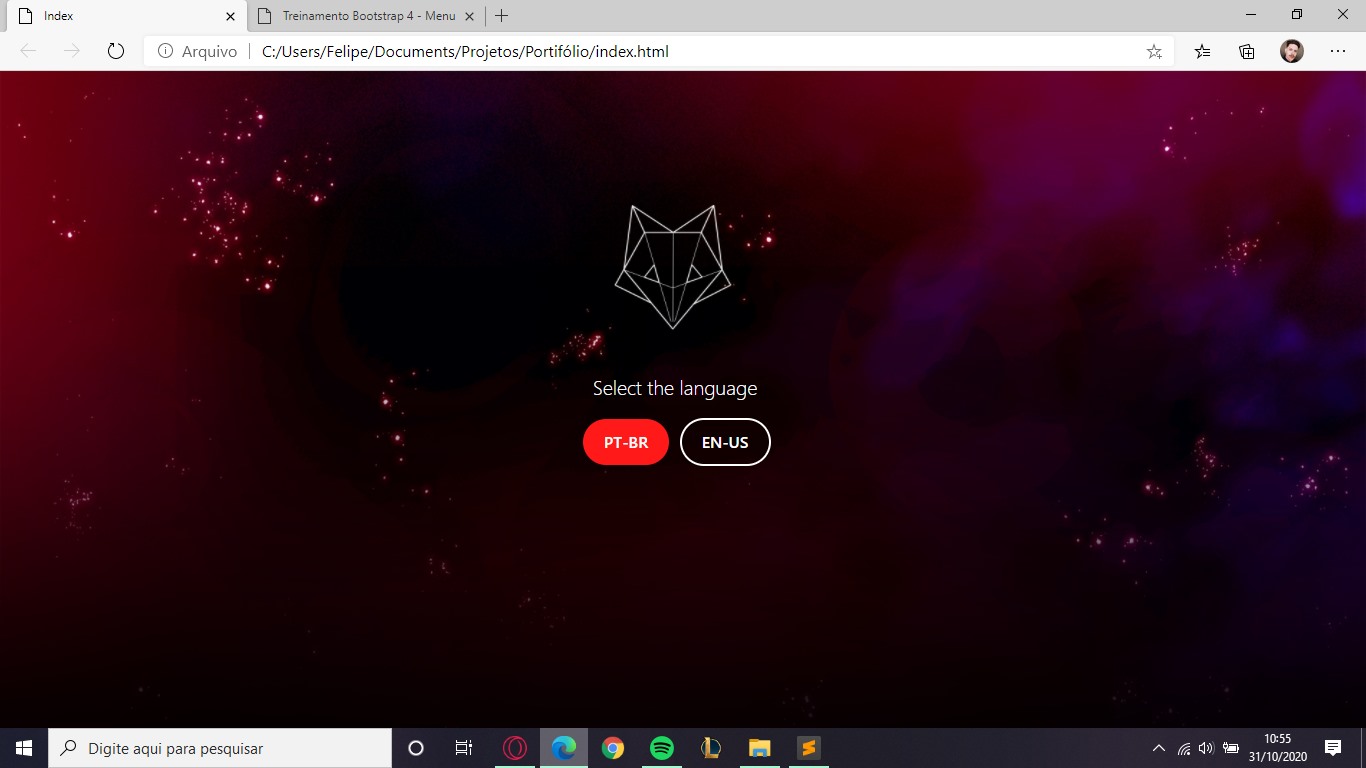 Index
Treinamento Bootstrap 4 - Menu
Arquivo
C:/Users/Felipe/Documents/Projetos/Portifólio/index.html
Select the language
PT-BR
EN-US
Digite aqui para pesquisar
10:55
31/10/2020